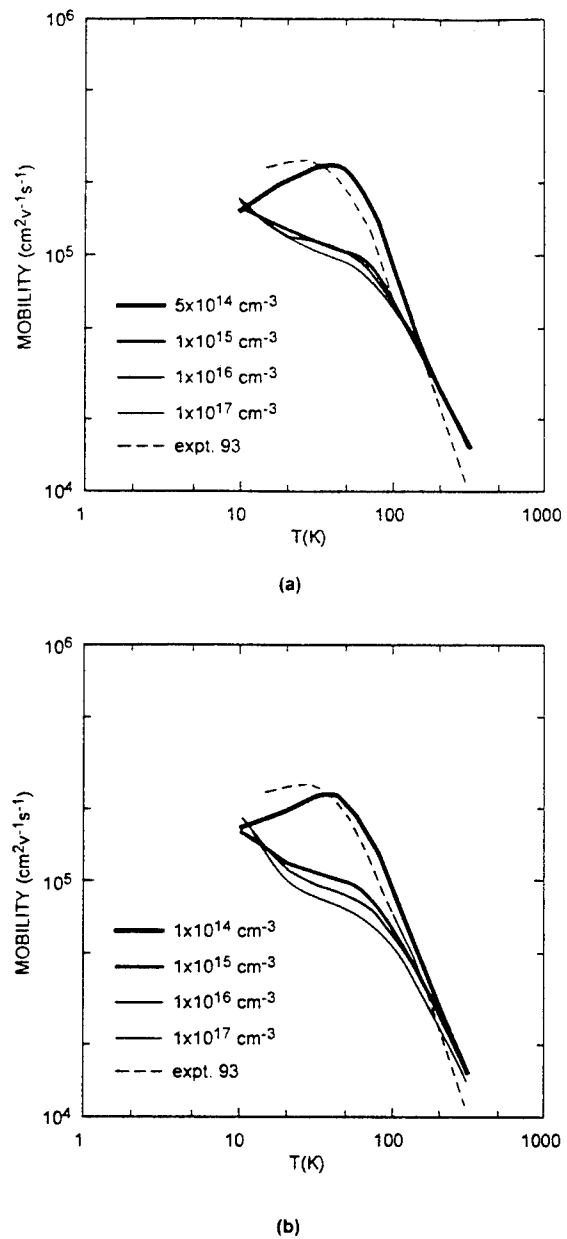 10⁶
10⁵
10⁴
MOBILITY (cm²v⁻¹s⁻¹)
5x10¹⁴ cm⁻³
1x10¹⁵ cm⁻³
1x10¹⁶ cm⁻³
1x10¹⁷ cm⁻³
expt. 93
1 10 100 1000
T(K)
(a)
10⁶
10⁵
10⁴
MOBILITY (cm²v⁻¹s⁻¹)
1x10¹⁴ cm⁻³
1x10¹⁵ cm⁻³
1x10¹⁶ cm⁻³
1x10¹⁷ cm⁻³
expt. 93
1 10 100 1000
T(K)
(b)